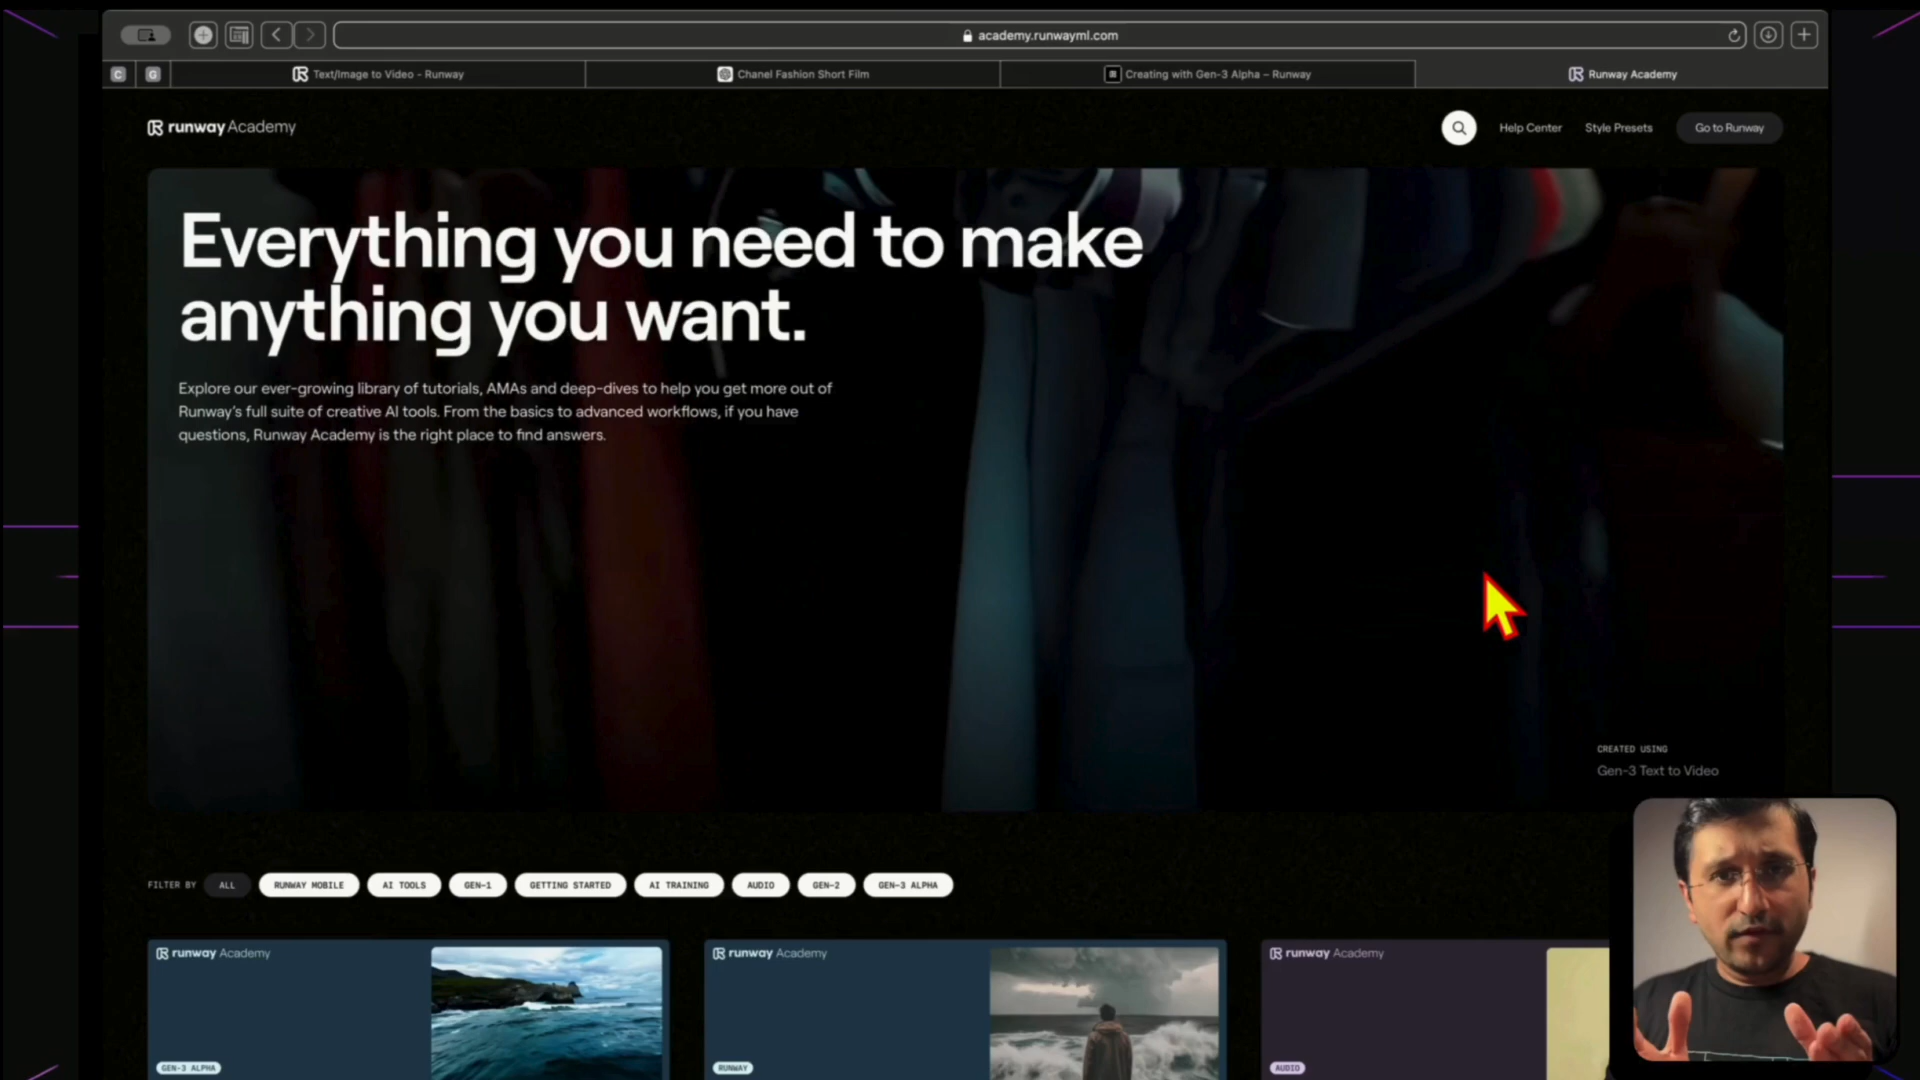 academy.runwayml.com
C
G
Text/Image to Video - Runway
Chanel Fashion Short Film
Creating with Gen-3 Alpha – Runway
Runway Academy
runway Academy
Help Center
Style Presets
Go to Runway
Everything you need to make
anything you want.
Explore our ever-growing library of tutorials, AMAs and deep-dives to help you get more out of
Runway's full suite of creative AI tools. From the basics to advanced workflows, if you have
questions, Runway Academy is the right place to find answers.
CREATED USING
Gen-3 Text to Video
FILTER BY
ALL
RUNWAY MOBILE
AI TOOLS
GEN-1
GETTING STARTED
AI TRAINING
AUDIO
GEN-2
GEN-3 ALPHA
runway Academy
GEN-3 ALPHA
runway Academy
RUNWAY
runway Academy
AUDIO